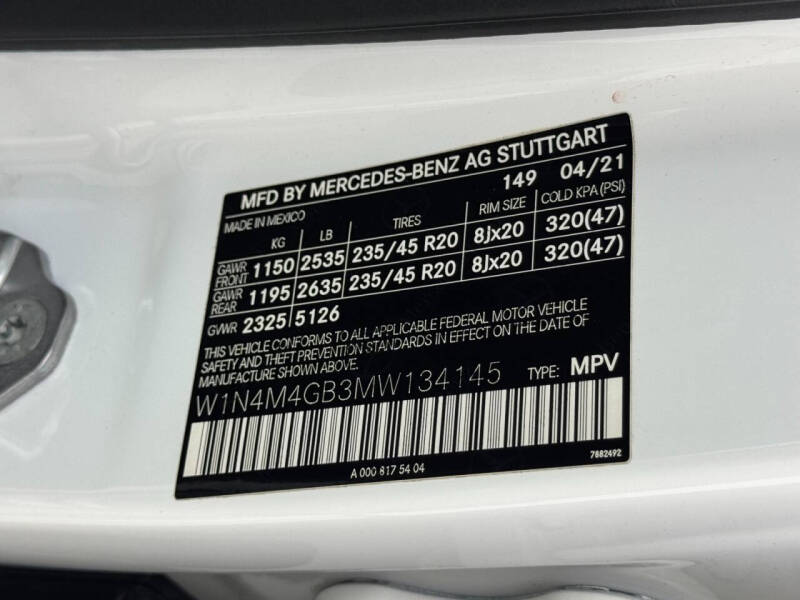 MFD BY MERCEDES-BENZ AG STUTTGART
MADE IN MEXICO 149 04/21
KG LB TIRES RIM SIZE COLD KPA (PSI)
GAWR FRONT 1150 2535 235/45 R20 8Jx20 320(47)
GAWR REAR 1195 2635 235/45 R20 8Jx20 320(47)
GVWR 2325 5126
THIS VEHICLE CONFORMS TO ALL APPLICABLE FEDERAL MOTOR VEHICLE
SAFETY AND THEFT PREVENTION STANDARDS IN EFFECT ON THE DATE OF
MANUFACTURE SHOWN ABOVE.
W1N4M4GB3MW134145 TYPE: MPV
A 000 817 54 04 7882492